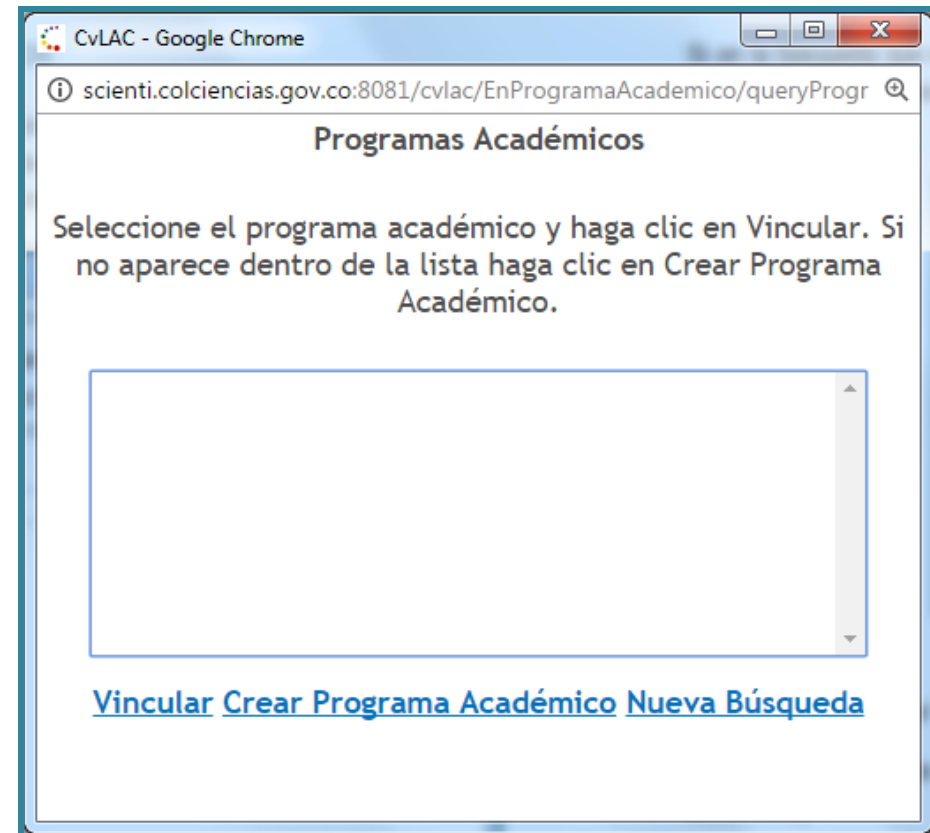 CvLAC - Google Chrome
scienti.colciencias.gov.co:8081/cvlac/EnProgramaAcademico/queryProgr
Programas Académicos
Seleccione el programa académico y haga clic en Vincular. Si
no aparece dentro de la lista haga clic en Crear Programa
Académico.
Vincular Crear Programa Académico Nueva Búsqueda